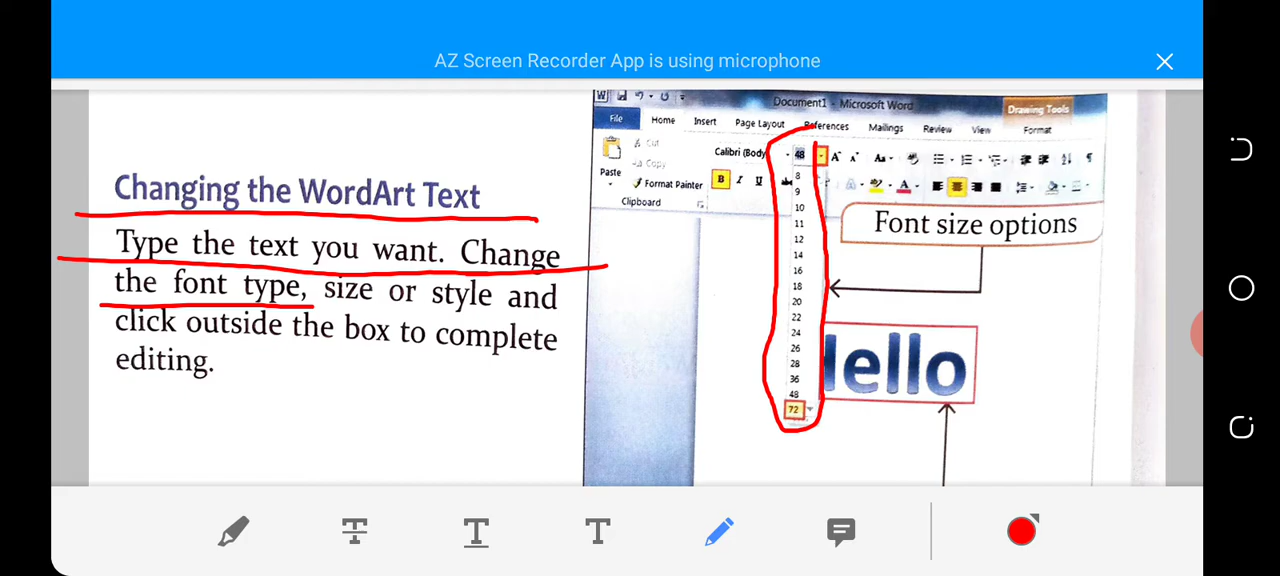 AZ Screen Recorder App is using microphone
Document1 - Microsoft Word
Drawing Tools
File Home Insert Page Layout References Mailings Review View Format
Cut
Copy
Paste
Format Painter
Clipboard
Calibri (Body
48
B I U
Aa
8
9
10
11
12
14
16
18
20
22
24
26
28
36
48
72
Font size options
Hello
Changing the WordArt Text
Type the text you want. Change
the font type, size or style and
click outside the box to complete
editing.